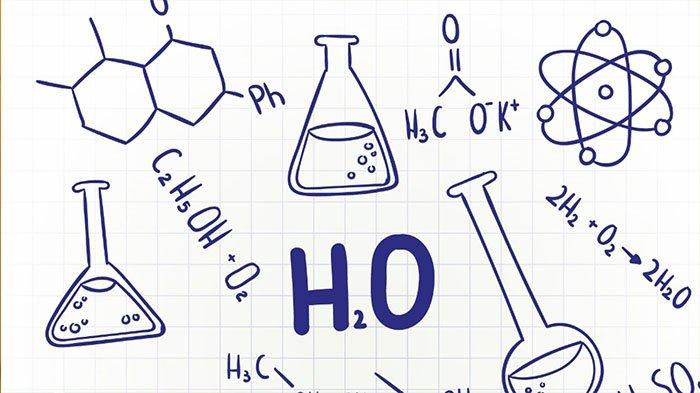 O
Ph
O
H₃C O⁻K⁺
C₂H₅OH + O₂
2H₂ + O₂ → 2H₂O
H₂O
H₃C